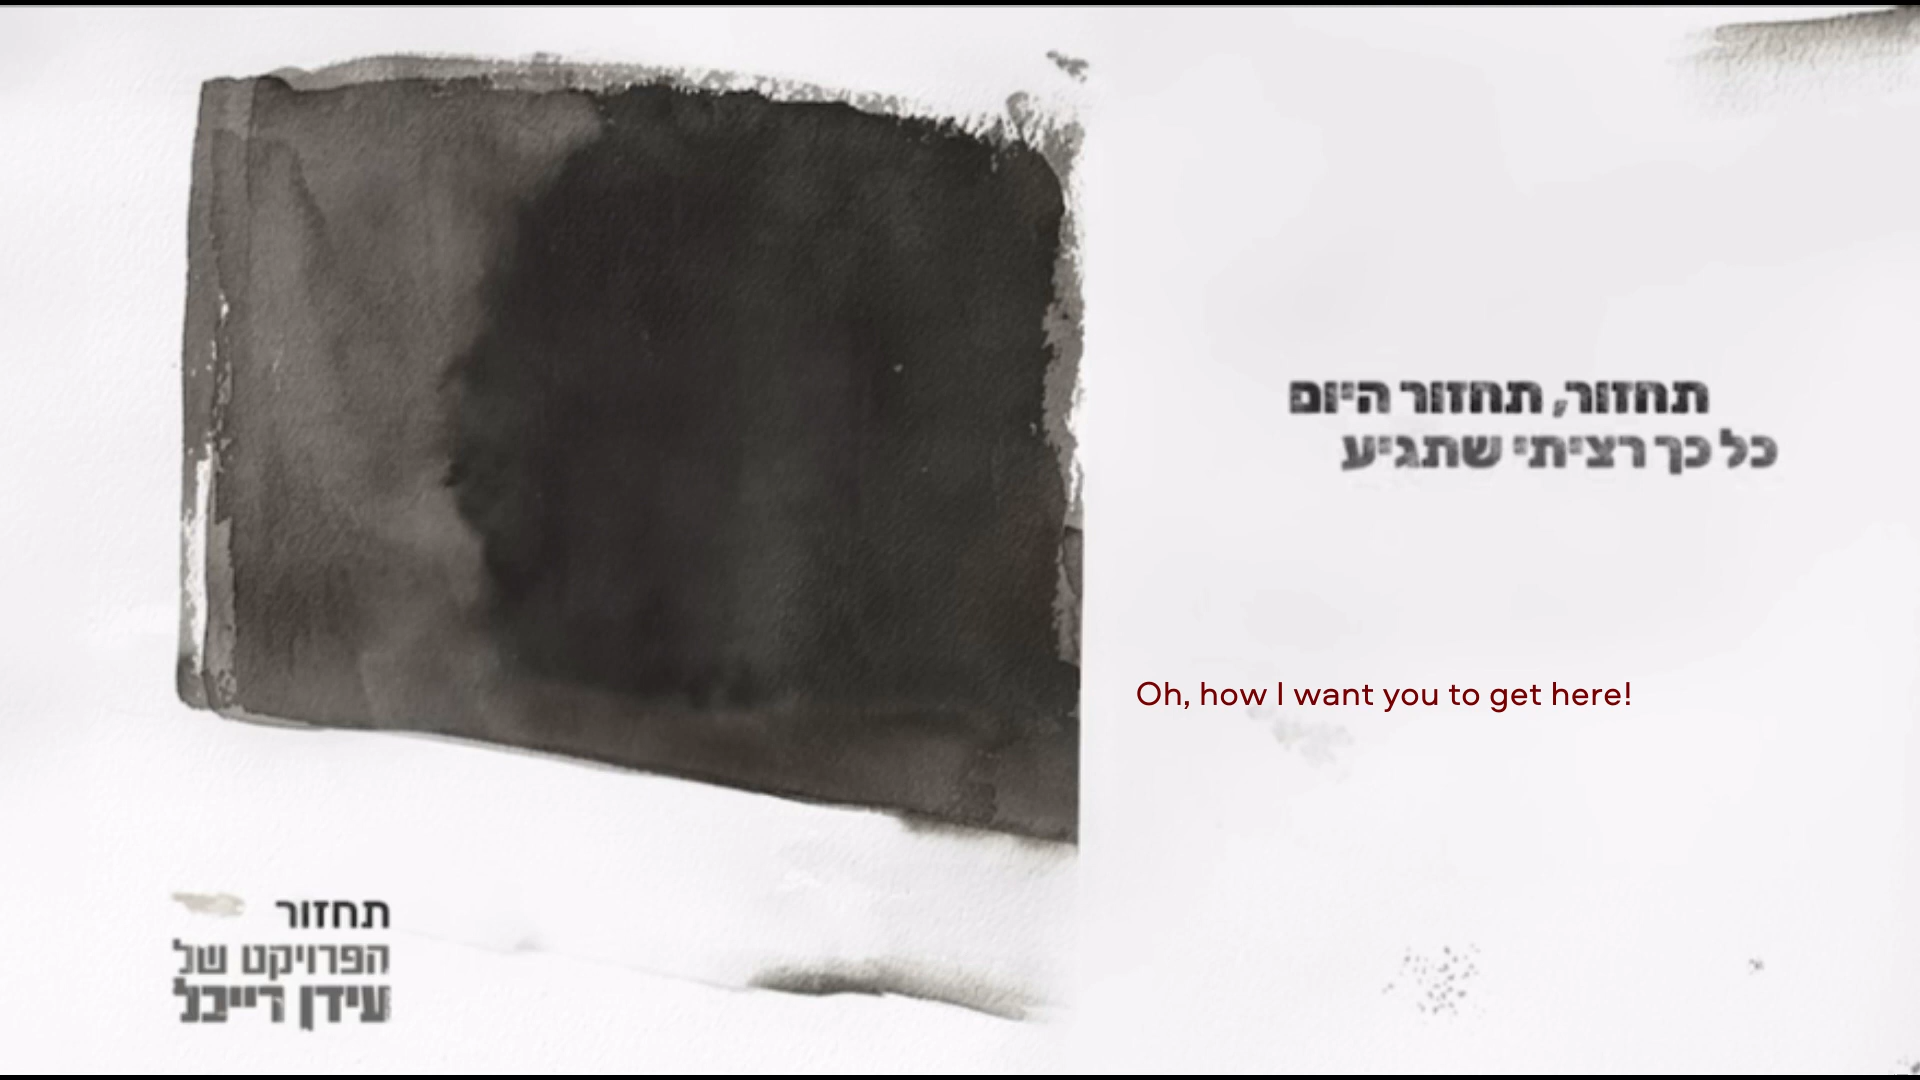 תחזור, תחזור היום
כל כך רציתי שתגיע
Oh, how I want you to get here!
תחזור
הפרויקט של
עידן רייכל